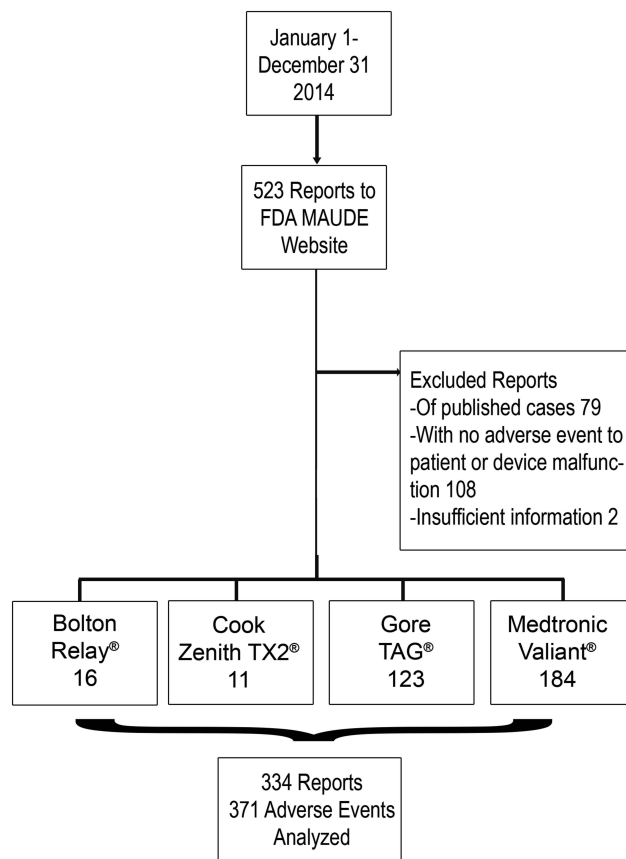 January 1-
December 31
2014
523 Reports to
FDA MAUDE
Website
Excluded Reports
-Of published cases 79
-With no adverse event to
patient or device malfunc-
tion 108
-Insufficient information 2
Bolton
Relay®
16
Cook
Zenith TX2®
11
Gore
TAG®
123
Medtronic
Valiant®
184
334 Reports
371 Adverse Events
Analyzed